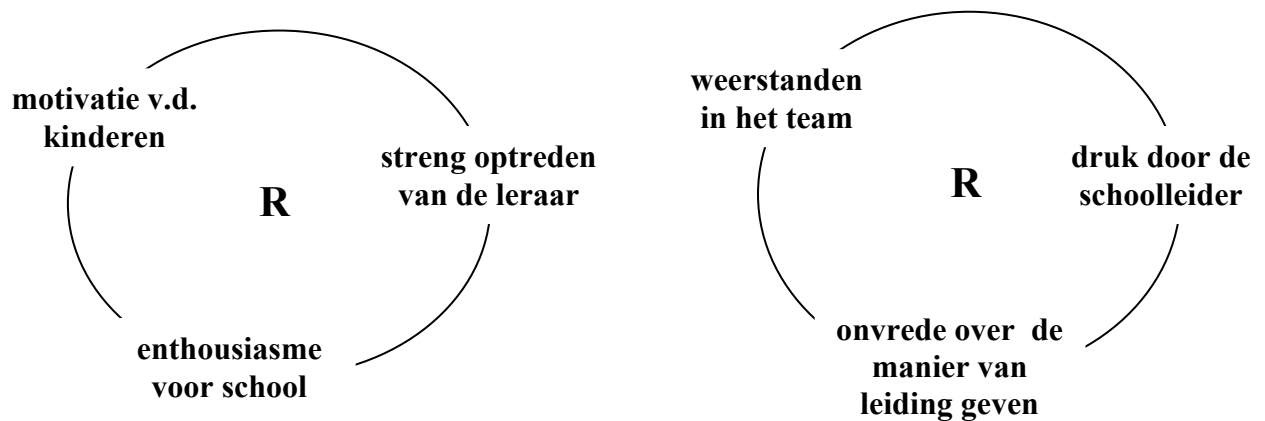 motivatie v.d.
kinderen
streng optreden
van de leraar
R
enthousiasme
voor school
weerstanden
in het team
druk door de
schoolleider
R
onvrede over de
manier van
leiding geven